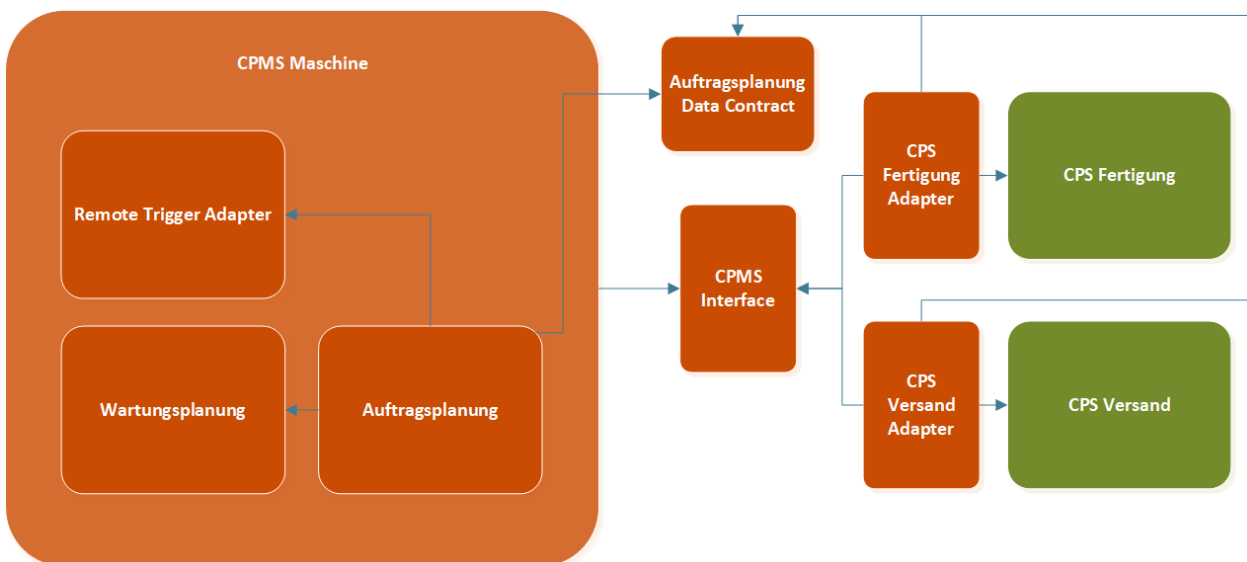 CPMS Maschine
Remote Trigger Adapter
Wartungsplanung
Auftragsplanung
Auftragsplanung
Data Contract
CPMS
Interface
CPS
Fertigung
Adapter
CPS Fertigung
CPS
Versand
Adapter
CPS Versand